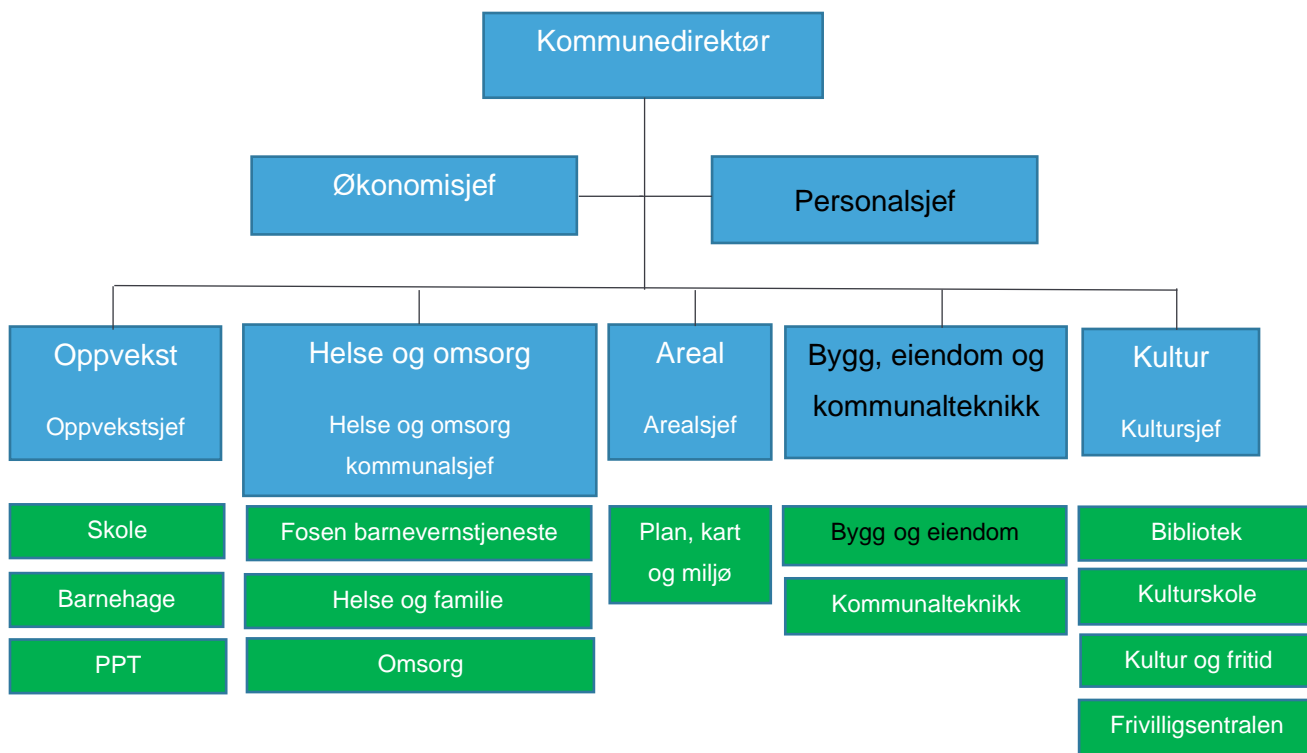 Kommunedirektør
Økonomisjef
Personalsjef
Oppvekst
Oppvekstsjef
Helse og omsorg
Helse og omsorg
kommunalsjef
Areal
Arealsjef
Bygg, eiendom og
kommunalteknikk
Kultur
Kultursjef
Skole
Barnehage
PPT
Fosen barnevernstjeneste
Helse og familie
Omsorg
Plan, kart
og miljø
Bygg og eiendom
Kommunalteknikk
Bibliotek
Kulturskole
Kultur og fritid
Frivilligsentralen